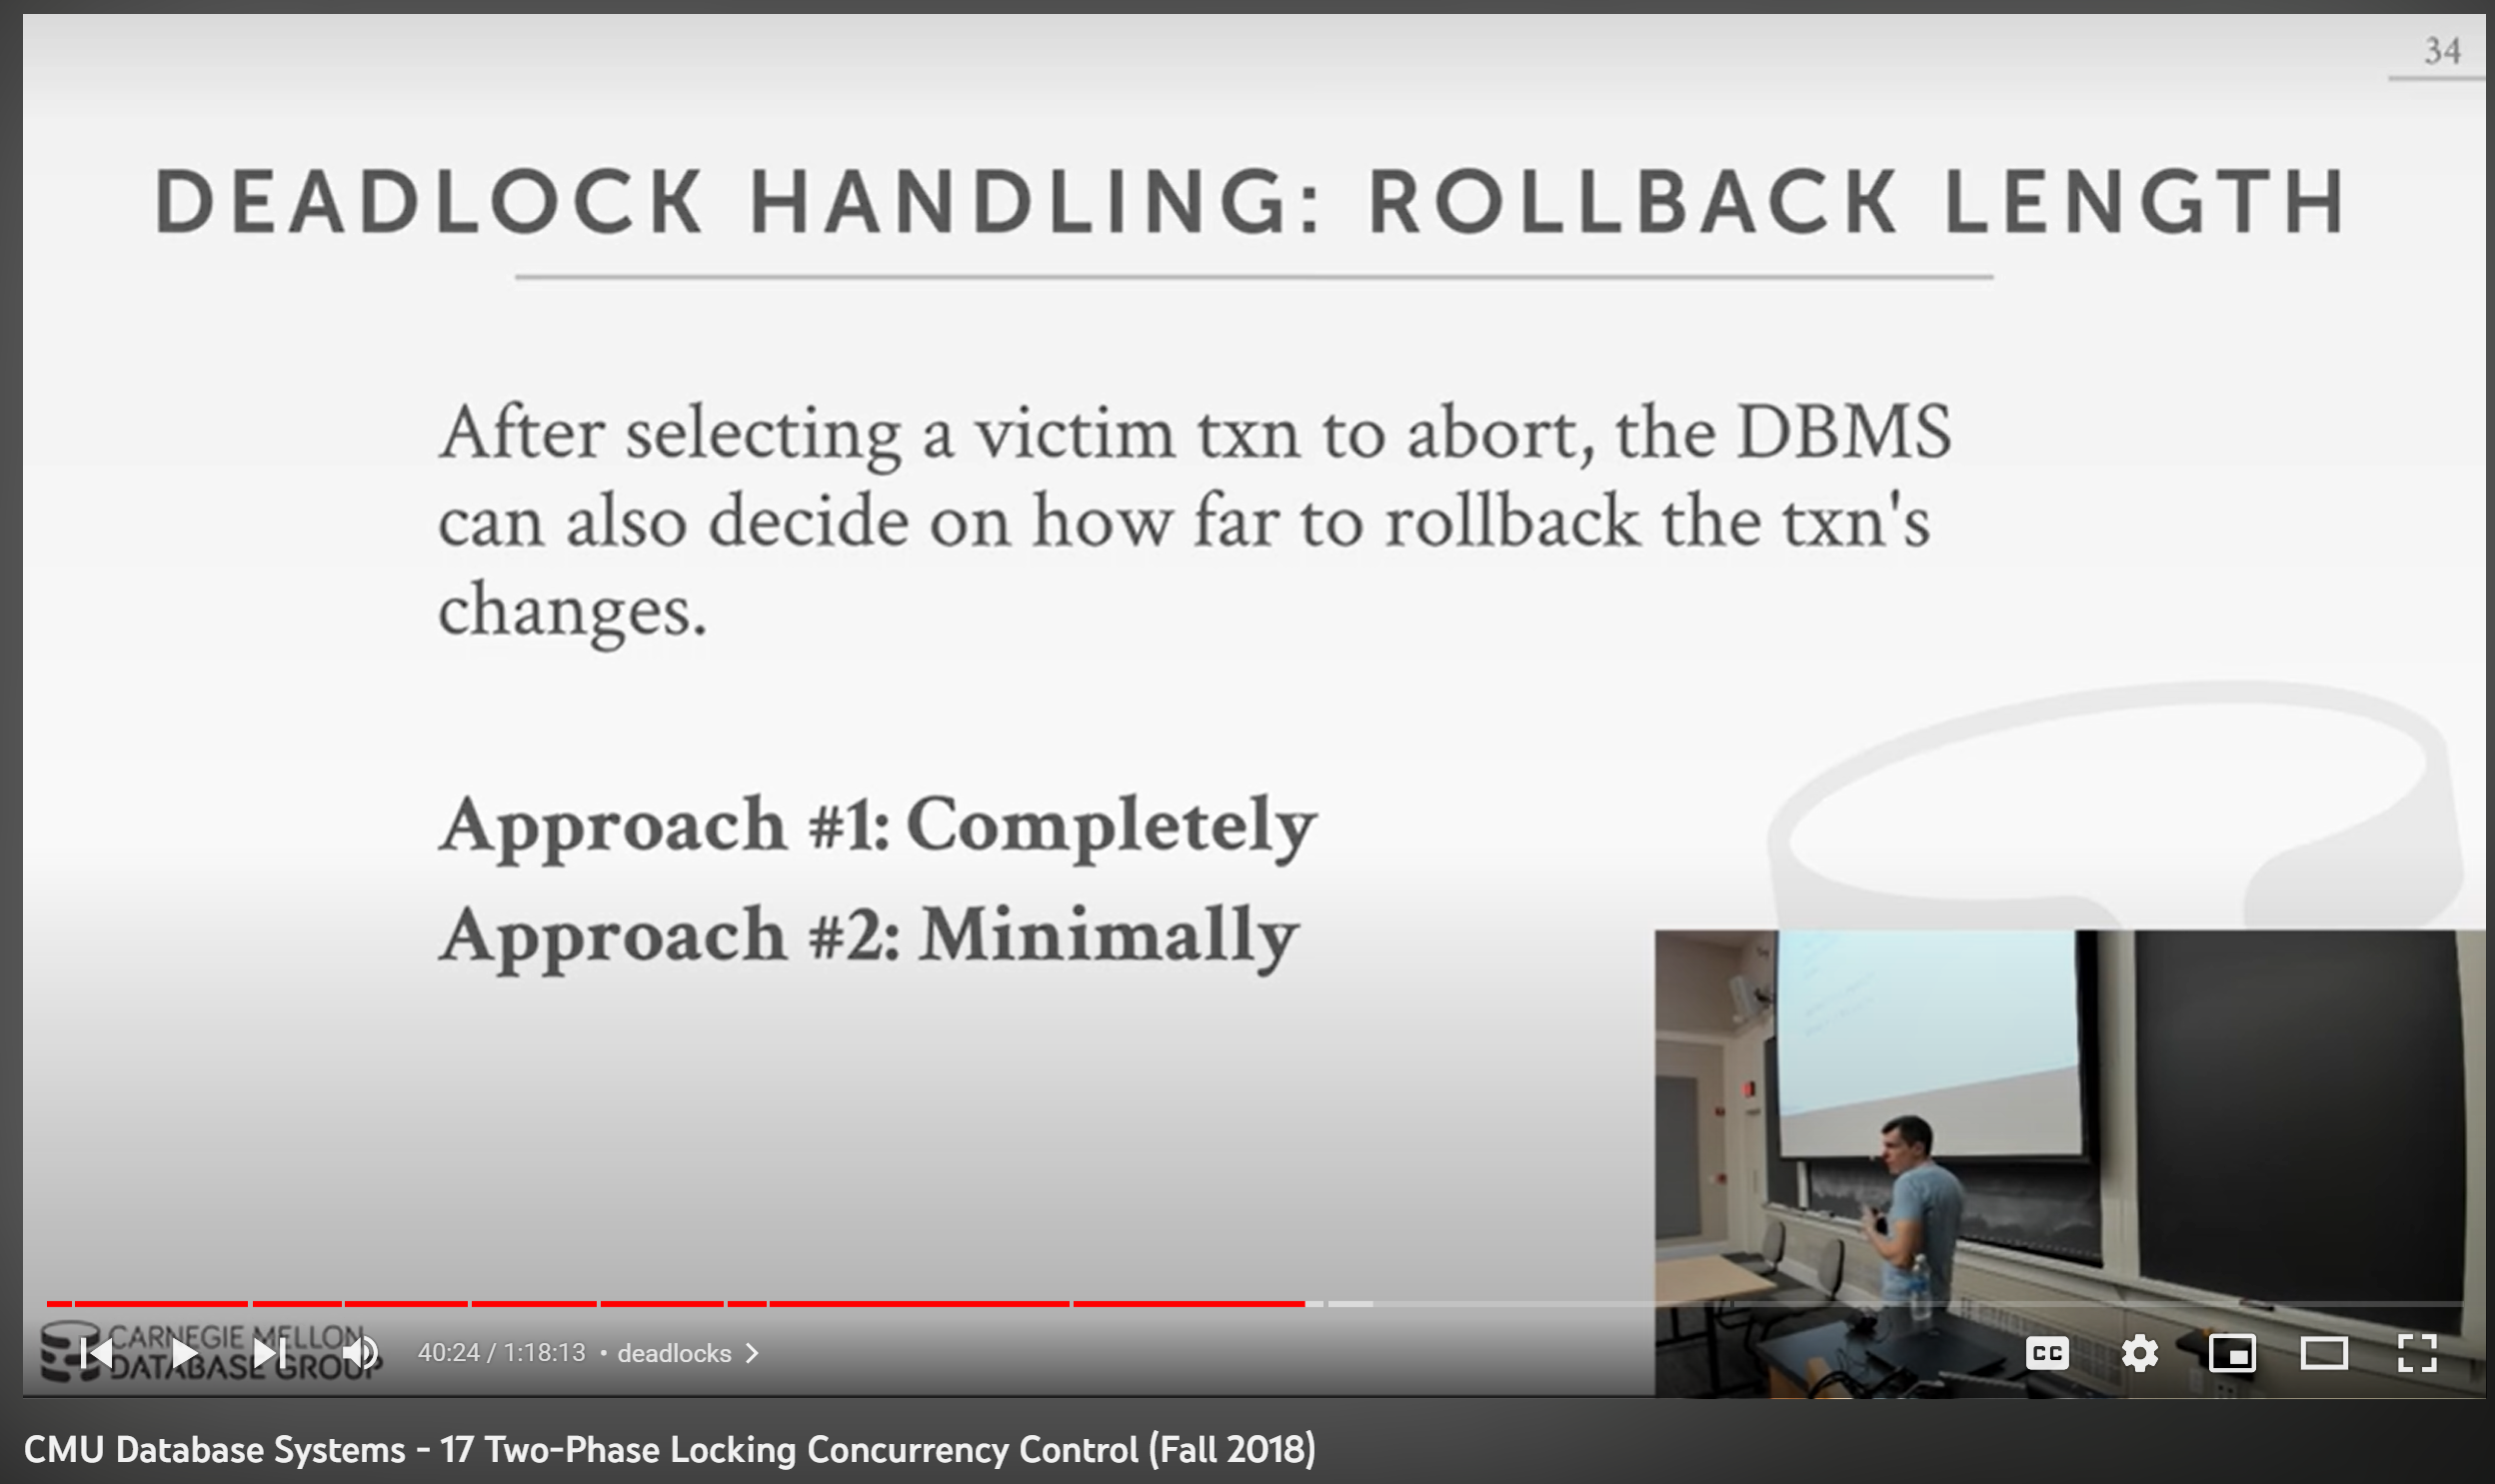 34
DEADLOCK HANDLING: ROLLBACK LENGTH
After selecting a victim txn to abort, the DBMS
can also decide on how far to rollback the txn's
changes.
Approach #1: Completely
Approach #2: Minimally
CARNEGIE MELLON
DATABASE GROUP
40:24 / 1:18:13 • deadlocks
CC
CMU Database Systems - 17 Two-Phase Locking Concurrency Control (Fall 2018)